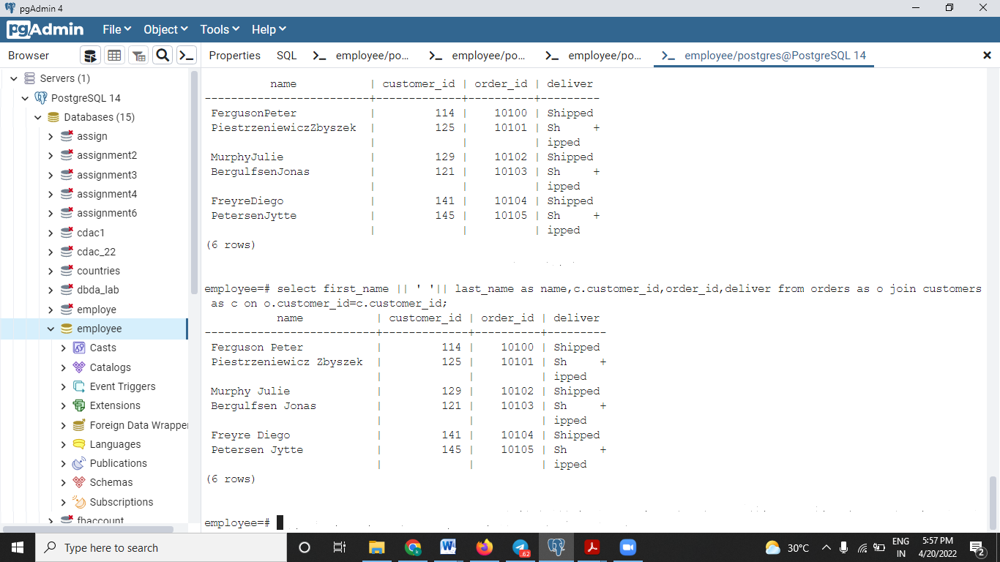 pgAdmin 4
pgAdmin File Object Tools Help
Browser Properties SQL employee/po... employee/po... employee/po... employee/postgres@PostgreSQL 14
Servers (1)
PostgreSQL 14
Databases (15)
assign
assignment2
assignment3
assignment4
assignment6
cdac1
cdac_22
countries
dbda_lab
employe
employee
Casts
Catalogs
Event Triggers
Extensions
Foreign Data Wrappe
Languages
Publications
Schemas
Subscriptions
fbaccount
name | customer_id | order_id | deliver
-------------------------+-------------+----------+---------
FergusonPeter | 114 | 10100 | Shipped
PiestrzeniewiczZbyszek | 125 | 10101 | Sh +
| | | ipped
MurphyJulie | 129 | 10102 | Shipped
BergulfsenJonas | 121 | 10103 | Sh +
| | | ipped
FreyreDiego | 141 | 10104 | Shipped
PetersenJytte | 145 | 10105 | Sh +
| | | ipped
(6 rows)
employee=# select first_name || ' '|| last_name as name,c.customer_id,order_id,deliver from orders as o join customers
as c on o.customer_id=c.customer_id;
name | customer_id | order_id | deliver
--------------------------+-------------+----------+---------
Ferguson Peter | 114 | 10100 | Shipped
Piestrzeniewicz Zbyszek | 125 | 10101 | Sh +
| | | ipped
Murphy Julie | 129 | 10102 | Shipped
Bergulfsen Jonas | 121 | 10103 | Sh +
| | | ipped
Freyre Diego | 141 | 10104 | Shipped
Petersen Jytte | 145 | 10105 | Sh +
| | | ipped
(6 rows)
employee=#
Type here to search
.62
30°C
ENG
IN
5:57 PM
4/20/2022
2